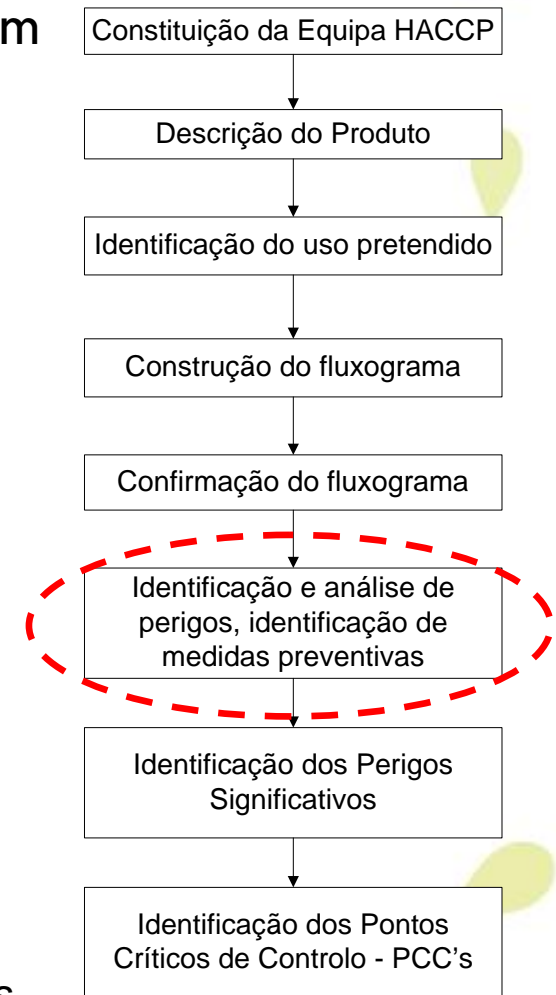 m
Constituição da Equipa HACCP
Descrição do Produto
Identificação do uso pretendido
Construção do fluxograma
Confirmação do fluxograma
Identificação e análise de
perigos, identificação de
medidas preventivas
Identificação dos Perigos
Significativos
Identificação dos Pontos
Críticos de Controlo - PCC's